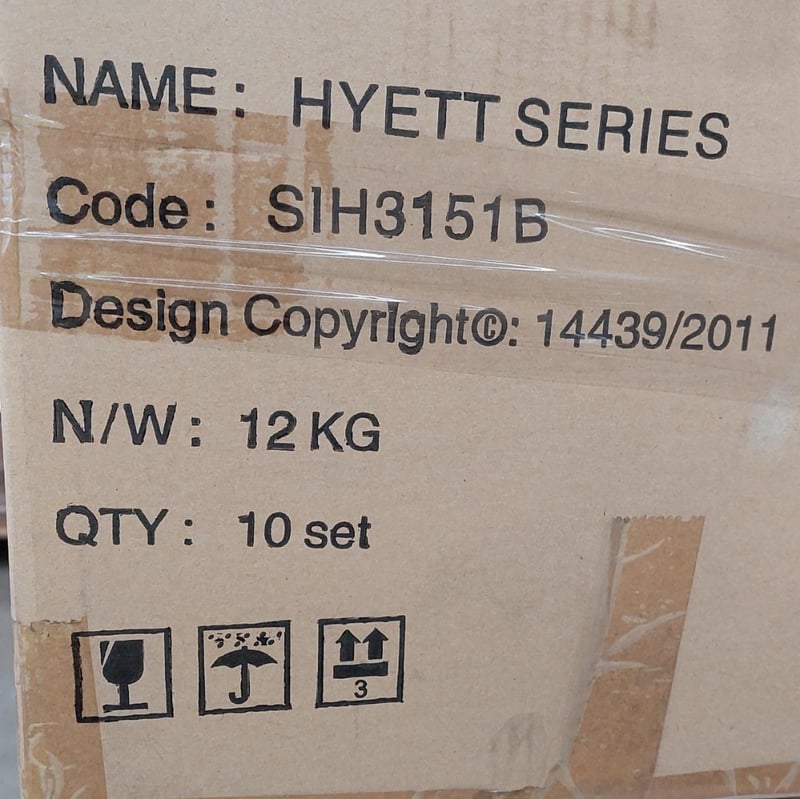 NAME: HYETT SERIES
Code: SIH3151B
Design Copyright©: 14439/2011
N/W: 12 KG
QTY: 10 set
3